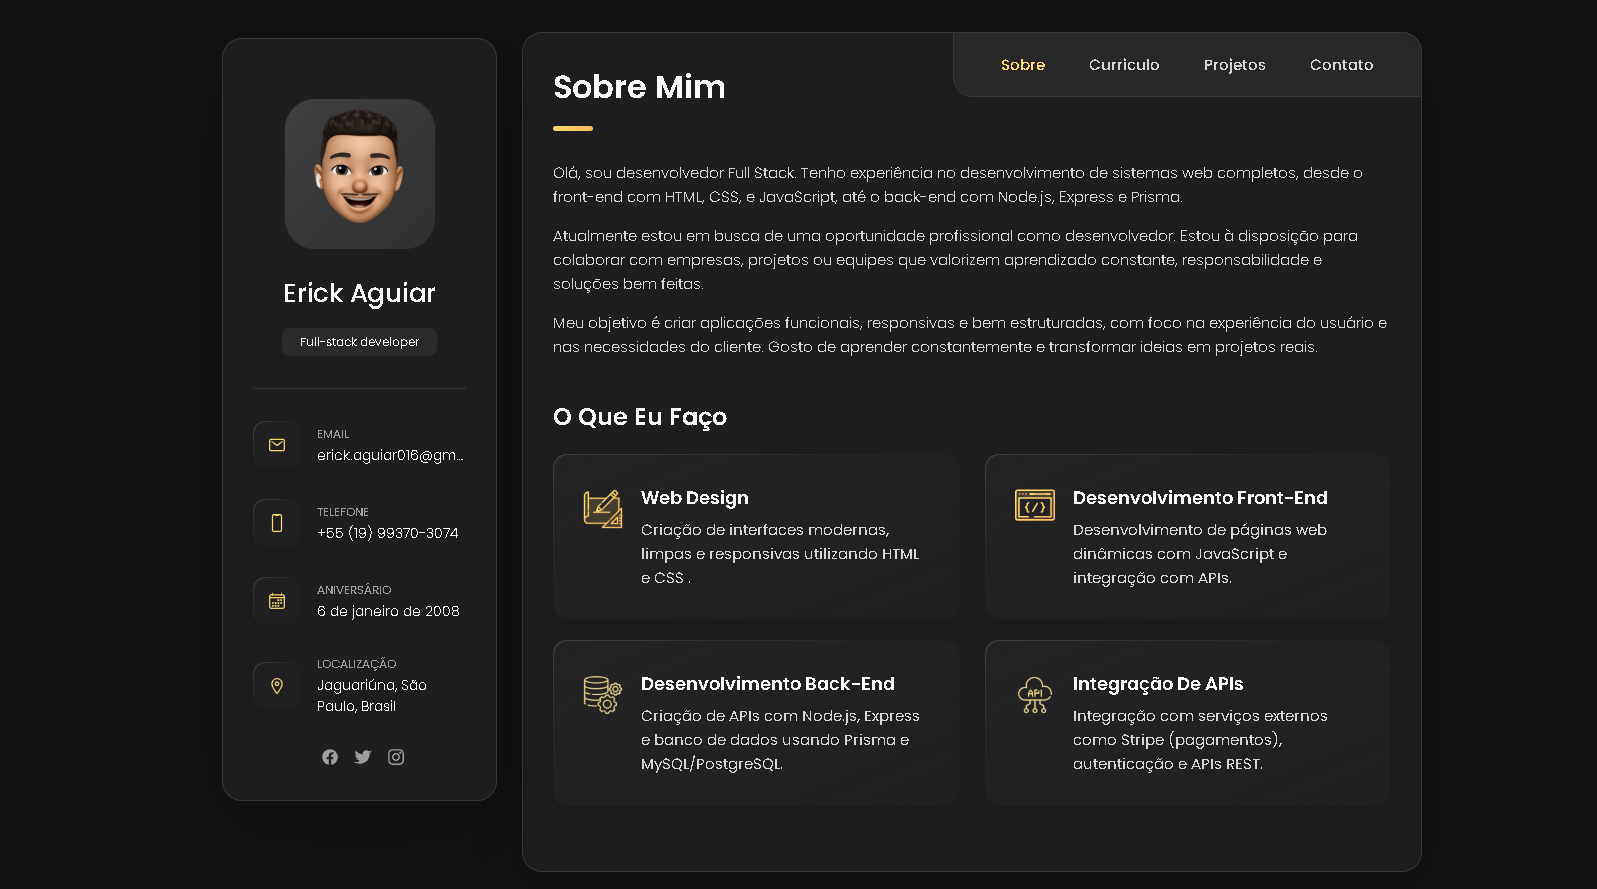 Erick Aguiar
Full-stack developer
EMAIL
erick.aguiar016@gm...
TELEFONE
+55 (19) 99370-3074
ANIVERSÁRIO
6 de janeiro de 2008
LOCALIZAÇÃO
Jaguariúna, São
Paulo, Brasil
Sobre
Curriculo
Projetos
Contato
Sobre Mim
Olá, sou desenvolvedor Full Stack. Tenho experiência no desenvolvimento de sistemas web completos, desde o
front-end com HTML, CSS, e JavaScript, até o back-end com Node.js, Express e Prisma.
Atualmente estou em busca de uma oportunidade profissional como desenvolvedor. Estou à disposição para
colaborar com empresas, projetos ou equipes que valorizem aprendizado constante, responsabilidade e
soluções bem feitas.
Meu objetivo é criar aplicações funcionais, responsivas e bem estruturadas, com foco na experiência do usuário e
nas necessidades do cliente. Gosto de aprender constantemente e transformar ideias em projetos reais.
O Que Eu Faço
Web Design
Criação de interfaces modernas,
limpas e responsivas utilizando HTML
e CSS .
</>
Desenvolvimento Front-End
Desenvolvimento de páginas web
dinâmicas com JavaScript e
integração com APIs.
Desenvolvimento Back-End
Criação de APIs com Node.js, Express
e banco de dados usando Prisma e
MySQL/PostgreSQL.
API
Integração De APIs
Integração com serviços externos
como Stripe (pagamentos),
autenticação e APIs REST.